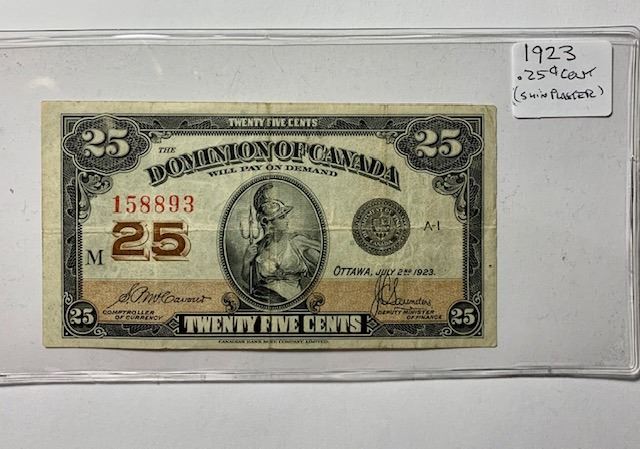 1923
.25¢ CENT
(SHINPLASTER)
TWENTY FIVE CENTS
25 25
THE
DOMINION OF CANADA
WILL PAY ON DEMAND
158893
A-1
M 25
OTTAWA, JULY 2ND 1923.
COMPTROLLER
OF CURRENCY
DEPUTY MINISTER
OF FINANCE
25 TWENTY FIVE CENTS 25
CANADIAN BANK NOTE COMPANY, LIMITED.